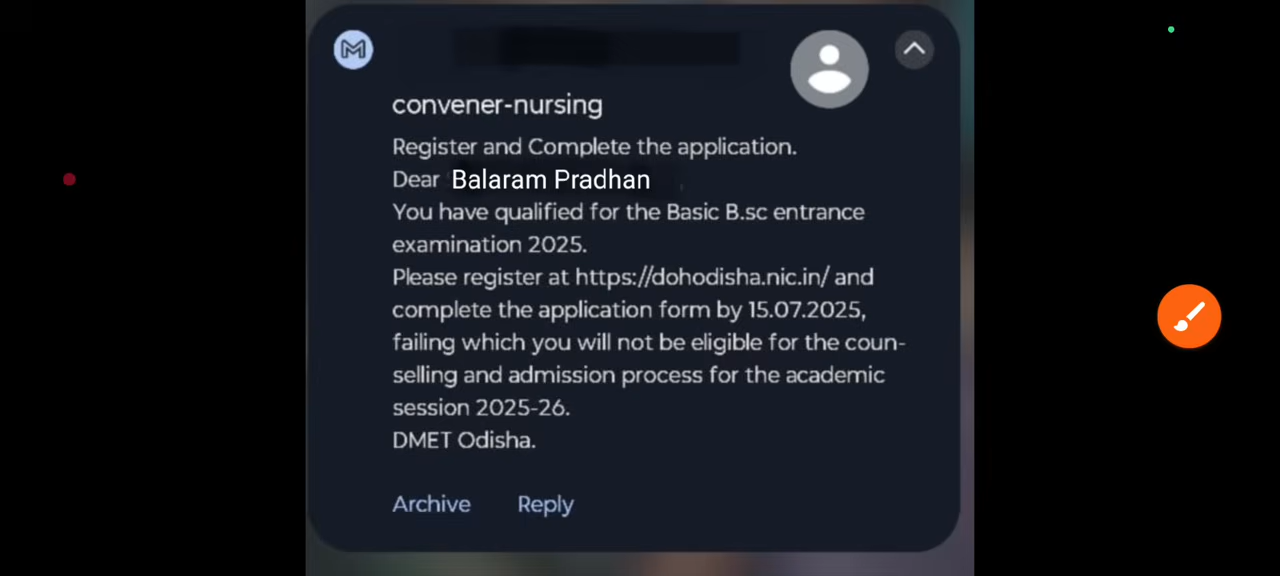 convener-nursing
Register and Complete the application.
Dear Balaram Pradhan
You have qualified for the Basic B.sc entrance
examination 2025.
Please register at https://dohodisha.nic.in/ and
complete the application form by 15.07.2025,
failing which you will not be eligible for the coun-
selling and admission process for the academic
session 2025-26.
DMET Odisha.
Archive Reply